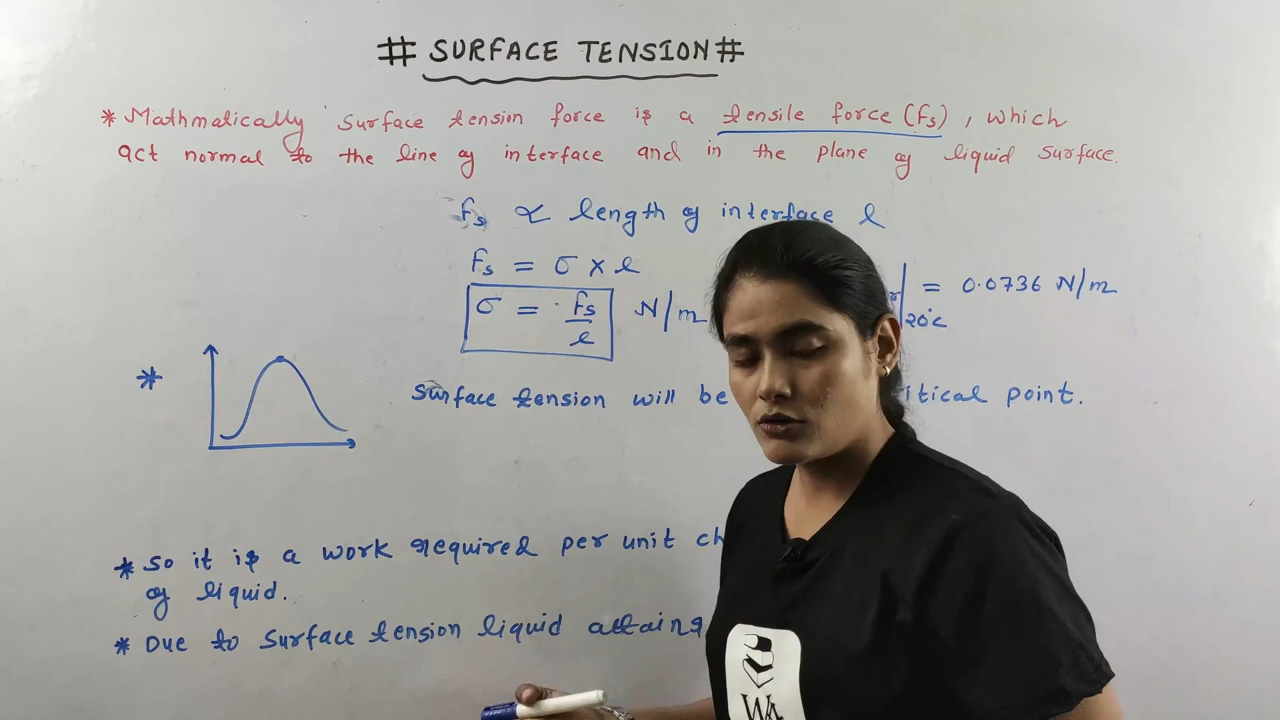 # SURFACE TENSION #
* Mathmatically surface tension force is a tensile force (Fs), which
act normal to the line of interface and in the plane of liquid surface.
Fs ∝ length of interface l
Fs = σ × l
σ = Fs/l N/m
20°c = 0.0736 N/m
*
Surface tension will be itical point.
* So it is a work required per unit ch
of liquid.
* Due to surface tension liquid attains